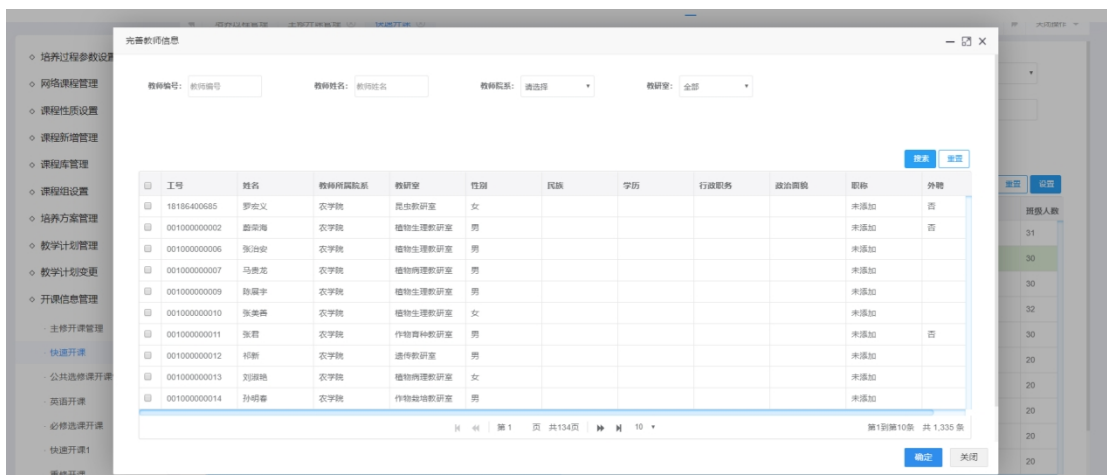 完善教师信息
教师编号： 教师编号 教师姓名： 教师姓名 教师院系： 请选择 教研室： 全部
搜索 重置
工号 姓名 教师所属院系 教研室 性别 民族 学历 行政职务 政治面貌 职称 外聘
18186400685 罗宏义 农学院 昆虫教研室 女 未添加 否
001000000002 农学院 植物生理教研室 男 未添加 否
001000000006 张治安 农学院 植物生理教研室 男 未添加
001000000007 马贵龙 农学院 植物病理教研室 男 未添加
001000000009 陈展宇 农学院 植物生理教研室 男 未添加
001000000010 张美善 农学院 植物生理教研室 女 未添加
001000000011 张君 农学院 作物育种教研室 男 未添加 否
001000000012 祁新 农学院 遗传教研室 男 未添加
001000000013 刘淑艳 农学院 植物病理教研室 女 未添加
001000000014 孙明春 农学院 作物栽培教研室 男 未添加
第 1 页 共134页 10 第1到第10条 共 1,335 条
确定 关闭
培养过程参数设置
网络课程管理
课程性质设置
课程新增管理
课程库管理
课程组设置
培养方案管理
教学计划管理
教学计划变更
开课信息管理
主修开课管理
快速开课
公共选修课开课
英语开课
必修选课开课
快速开课1
重置 设置
班级人数
31
30
30
32
30
20
20
20
20
20